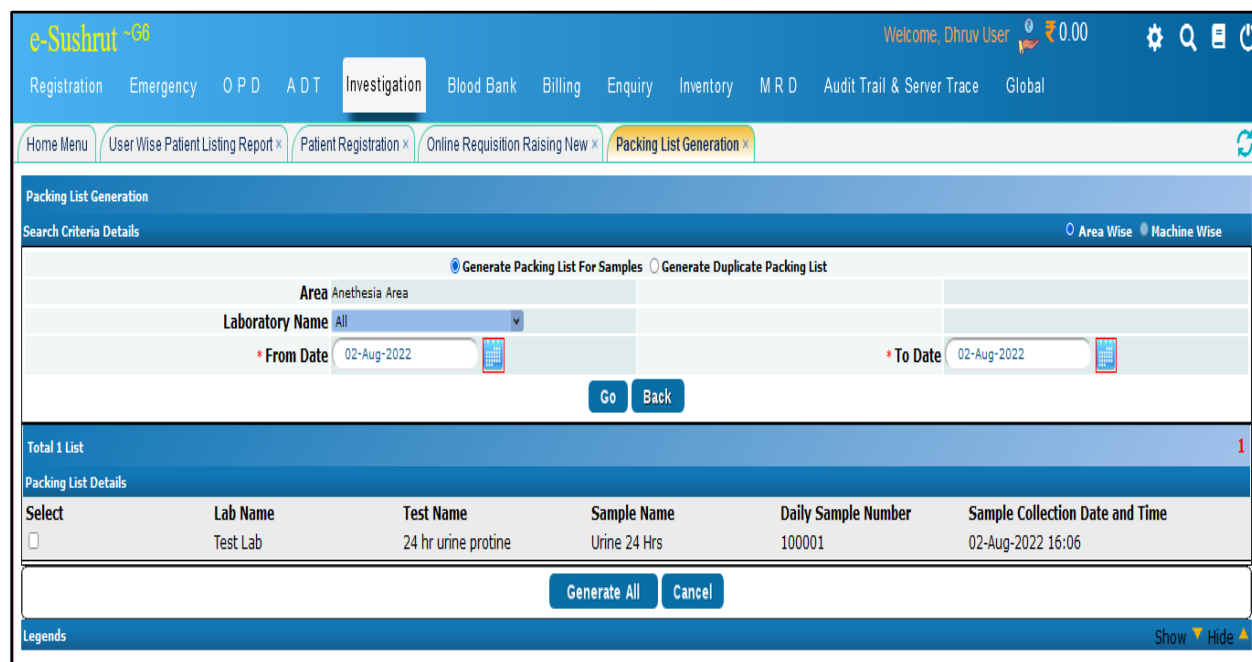 e-Sushrut ~G6 Welcome, Dhruv User ₹ 0.00
Registration Emergency O P D A D T Investigation Blood Bank Billing Enquiry Inventory M R D Audit Trail & Server Trace Global
Home Menu User Wise Patient Listing Report × Patient Registration × Online Requisition Raising New × Packing List Generation ×
Packing List Generation
Search Criteria Details Area Wise Machine Wise
Generate Packing List For Samples Generate Duplicate Packing List
Area Anethesia Area
Laboratory Name All
* From Date 02-Aug-2022 * To Date 02-Aug-2022
Go Back
Total 1 List 1
Packing List Details
Select Lab Name Test Name Sample Name Daily Sample Number Sample Collection Date and Time
Test Lab 24 hr urine protine Urine 24 Hrs 100001 02-Aug-2022 16:06
Generate All Cancel
Legends Show Hide